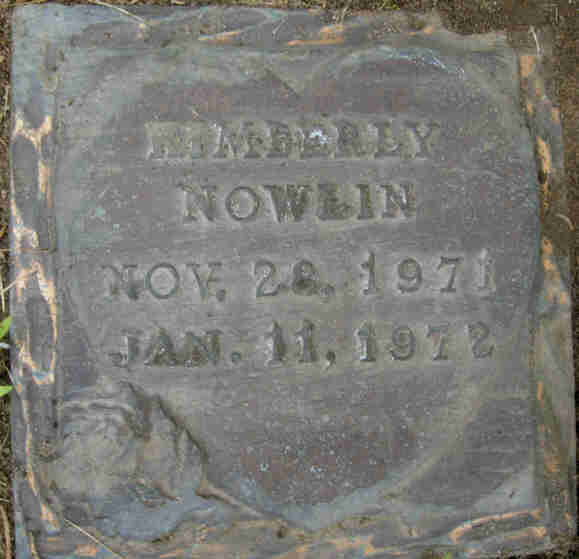 KIMBERLY
NOWLIN
NOV. 28, 1971
JAN. 11, 1972